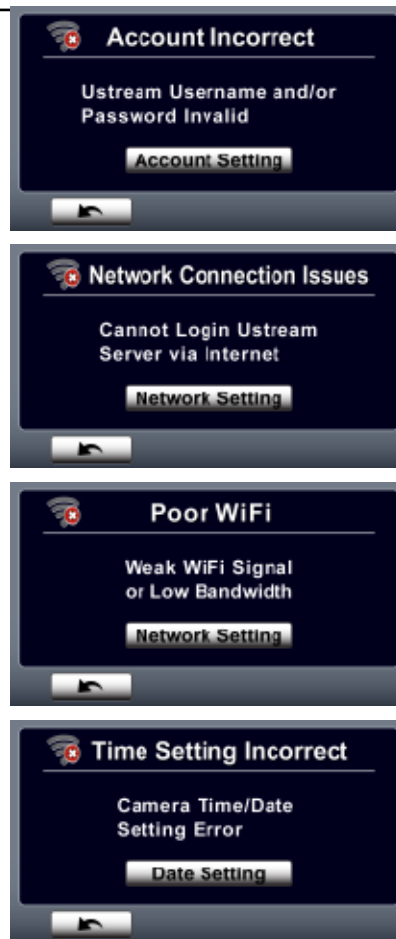 Account Incorrect
Ustream Username and/or
Password Invalid
Account Setting
Network Connection Issues
Cannot Login Ustream
Server via Internet
Network Setting
Poor WiFi
Weak WiFi Signal
or Low Bandwidth
Network Setting
Time Setting Incorrect
Camera Time/Date
Setting Error
Date Setting